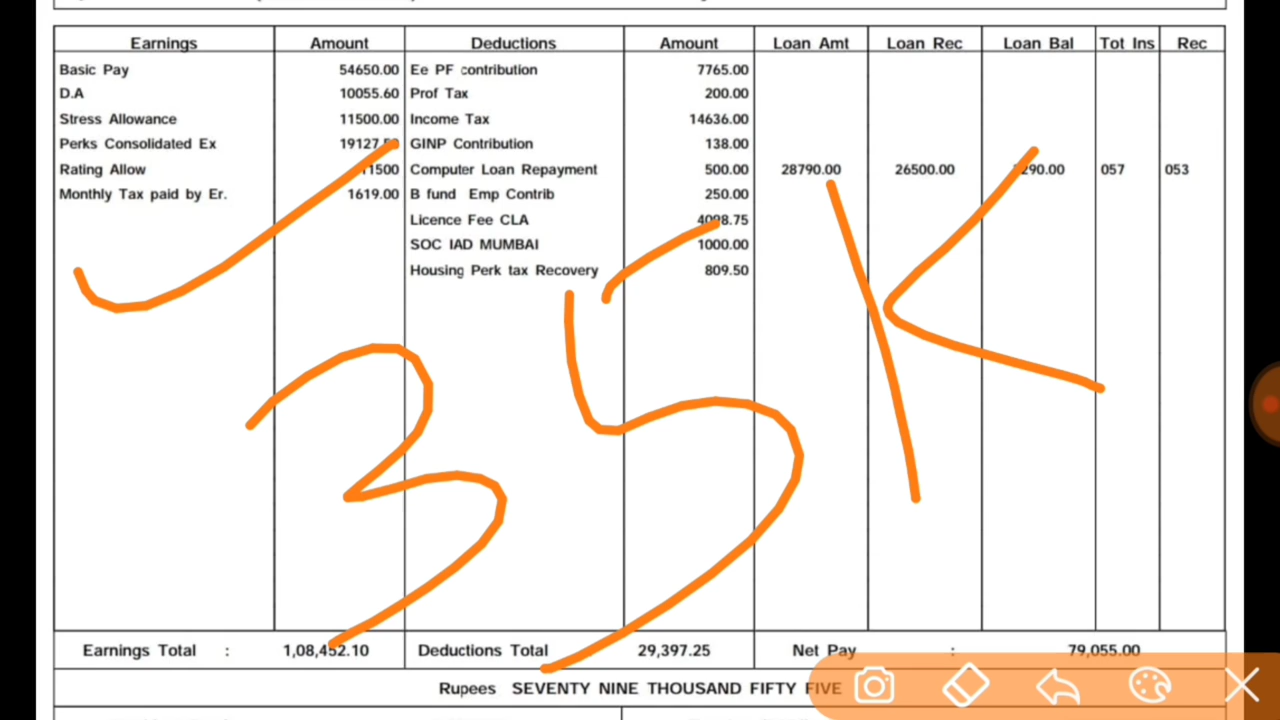 Earnings Amount Deductions Amount Loan Amt Loan Rec Loan Bal Tot Ins Rec
Basic Pay 54650.00 Ee PF contribution 7765.00
D.A 10055.60 Prof Tax 200.00
Stress Allowance 11500.00 Income Tax 14636.00
Perks Consolidated Ex GINP Contribution 138.00
Rating Allow Computer Loan Repayment 500.00 28790.00 26500.00 057 053
Monthly Tax paid by Er. 1619.00 B fund Emp Contrib 250.00
Licence Fee CLA
SOC IAD MUMBAI 1000.00
Housing Perk tax Recovery 809.50
35K
Earnings Total : 1,08,452.10 Deductions Total 29,397.25 Net Pay : 79,055.00
Rupees SEVENTY NINE THOUSAND FIFTY FIVE